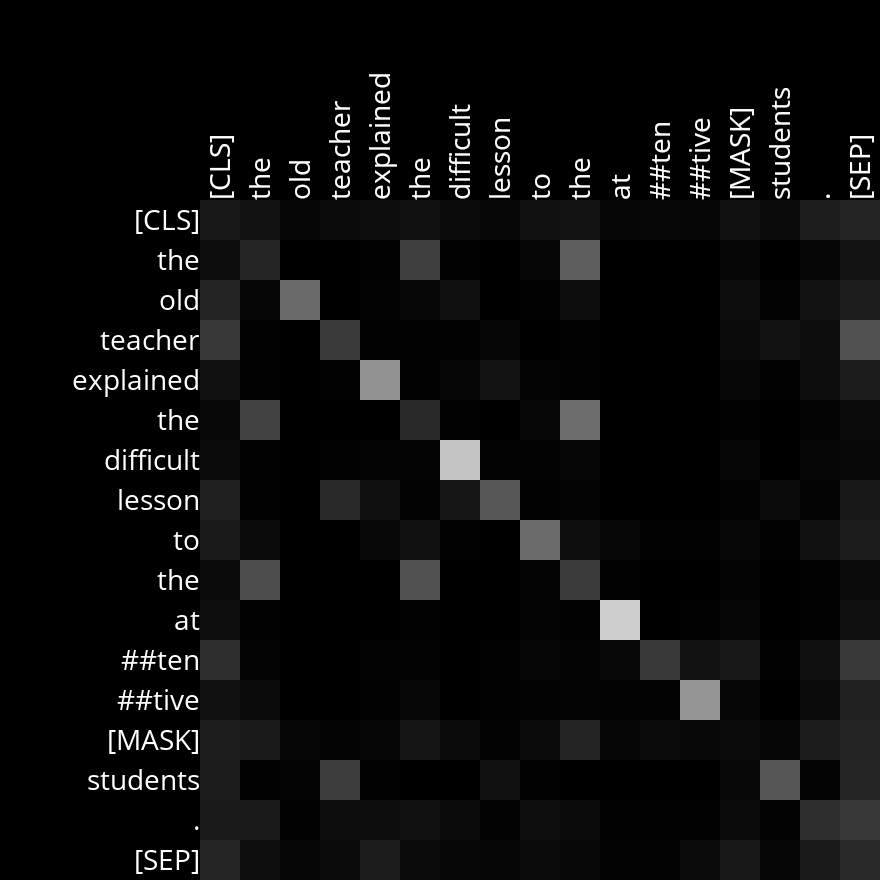 [CLS] the old teacher explained the difficult lesson to the at ##ten ##tive [MASK] students . [SEP]
[CLS]
the
old
teacher
explained
the
difficult
lesson
to
the
at
##ten
##tive
[MASK]
students
.
[SEP]